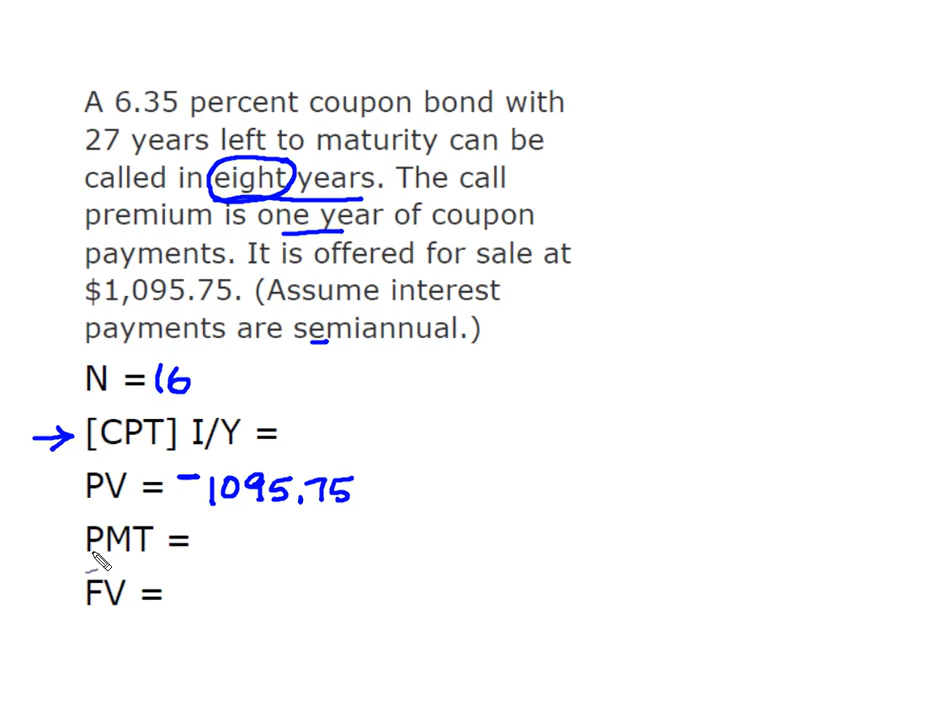 A 6.35 percent coupon bond with
27 years left to maturity can be
called in eight years. The call
premium is one year of coupon
payments. It is offered for sale at
$1,095.75. (Assume interest
payments are semiannual.)
N = 16
→ [CPT] I/Y =
PV = -1095.75
PMT =
FV =